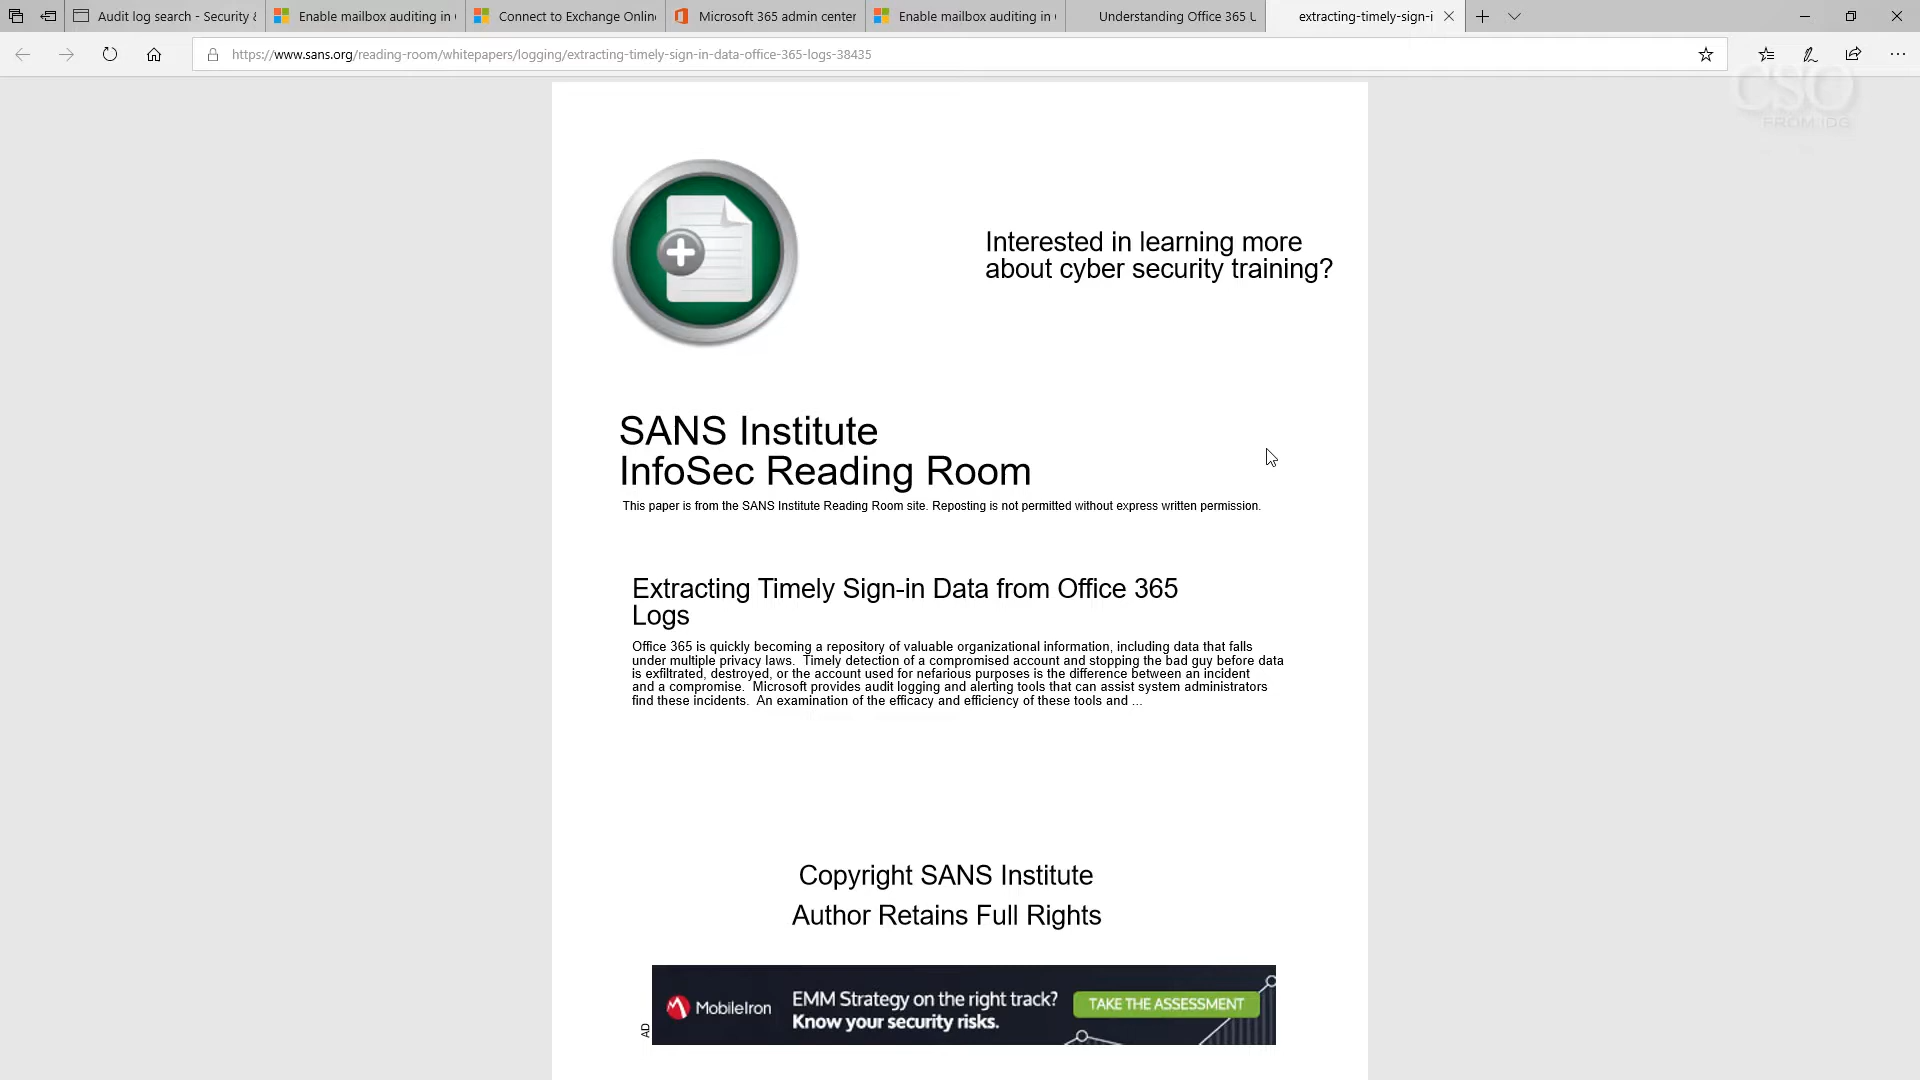 Audit log search - Security &
Enable mailbox auditing in
Connect to Exchange Onlin
Microsoft 365 admin center
Enable mailbox auditing in
Understanding Office 365 U
extracting-timely-sign-i
https://www.sans.org/reading-room/whitepapers/logging/extracting-timely-sign-in-data-office-365-logs-38435
CSO
FROM IDG
Interested in learning more
about cyber security training?
SANS Institute
InfoSec Reading Room
This paper is from the SANS Institute Reading Room site. Reposting is not permitted without express written permission.
Extracting Timely Sign-in Data from Office 365
Logs
Office 365 is quickly becoming a repository of valuable organizational information, including data that falls
under multiple privacy laws.  Timely detection of a compromised account and stopping the bad guy before data
is exfiltrated, destroyed, or the account used for nefarious purposes is the difference between an incident
and a compromise.  Microsoft provides audit logging and alerting tools that can assist system administrators
find these incidents.  An examination of the efficacy and efficiency of these tools and ...
Copyright SANS Institute
Author Retains Full Rights
AD
MobileIron
EMM Strategy on the right track?
Know your security risks.
TAKE THE ASSESSMENT